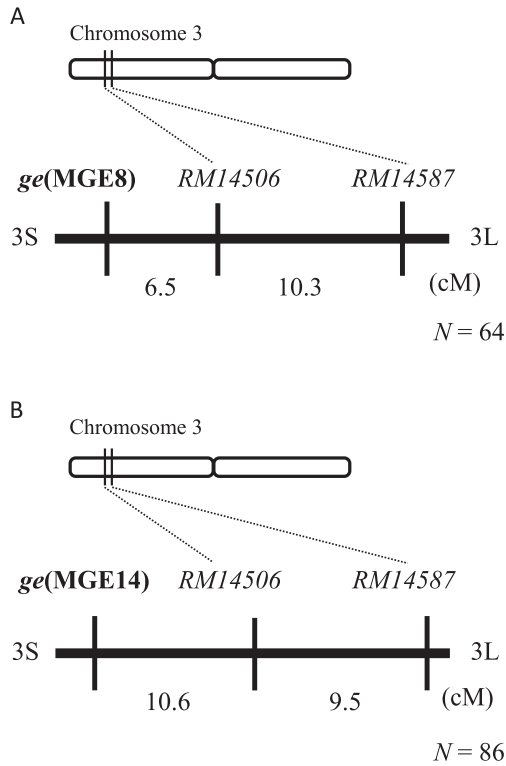 A
Chromosome 3
ge(MGE8) RM14506 RM14587
3S 3L
6.5 10.3 (cM)
N = 64
B
Chromosome 3
ge(MGE14) RM14506 RM14587
3S 3L
10.6 9.5 (cM)
N = 86